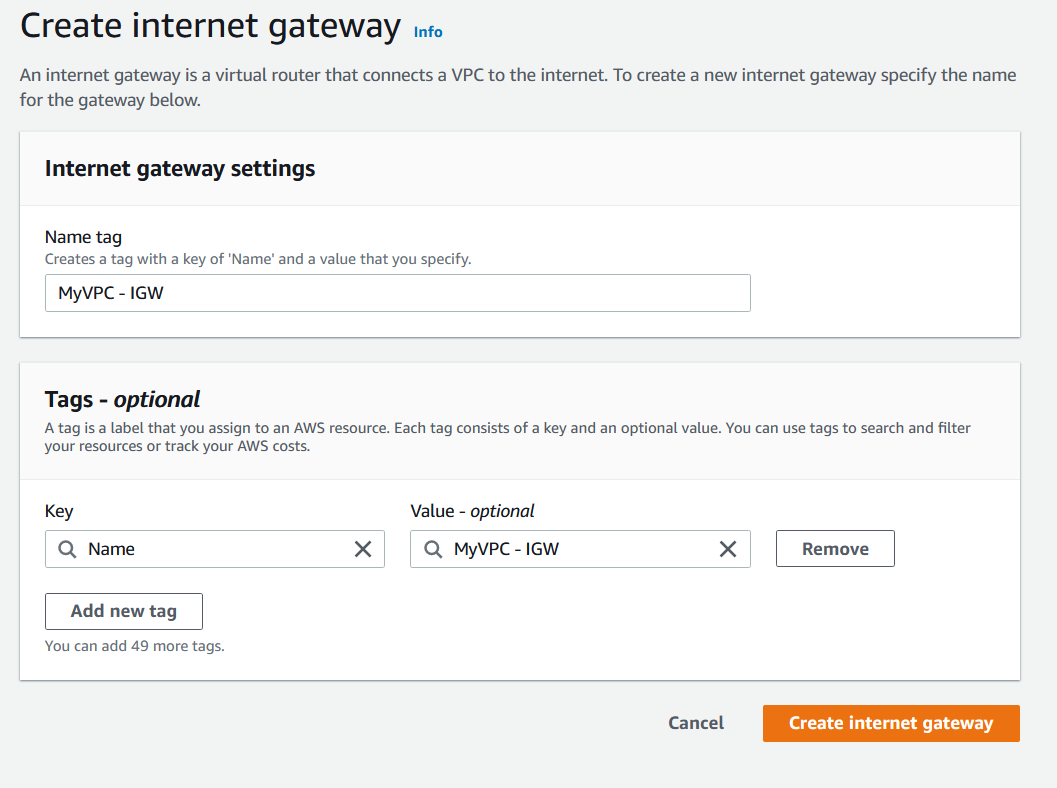 Create internet gateway Info
An internet gateway is a virtual router that connects a VPC to the internet. To create a new internet gateway specify the name
for the gateway below.
Internet gateway settings
Name tag
Creates a tag with a key of 'Name' and a value that you specify.
MyVPC - IGW
Tags - optional
A tag is a label that you assign to an AWS resource. Each tag consists of a key and an optional value. You can use tags to search and filter
your resources or track your AWS costs.
Key Value - optional
Name MyVPC - IGW Remove
Add new tag
You can add 49 more tags.
Cancel Create internet gateway